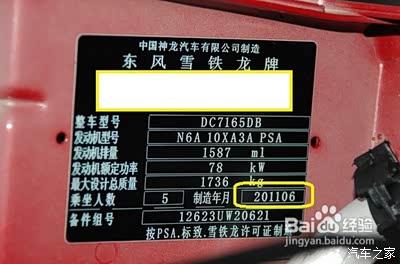 中国神龙汽车有限公司制造
东风雪铁龙牌
整车型号 DC7165DB
发动机型号 N6A 10XA3A PSA
发动机排量 1587 ml
发动机额定功率 78 kW
最大设计总质量 1736 kg
乘坐人数 5 制造年月 201106
备件组号 12623UW20621
按PSA.标致.雪铁龙许可证制造
Baidu 经验
jingyan.baidu.com
汽车之家